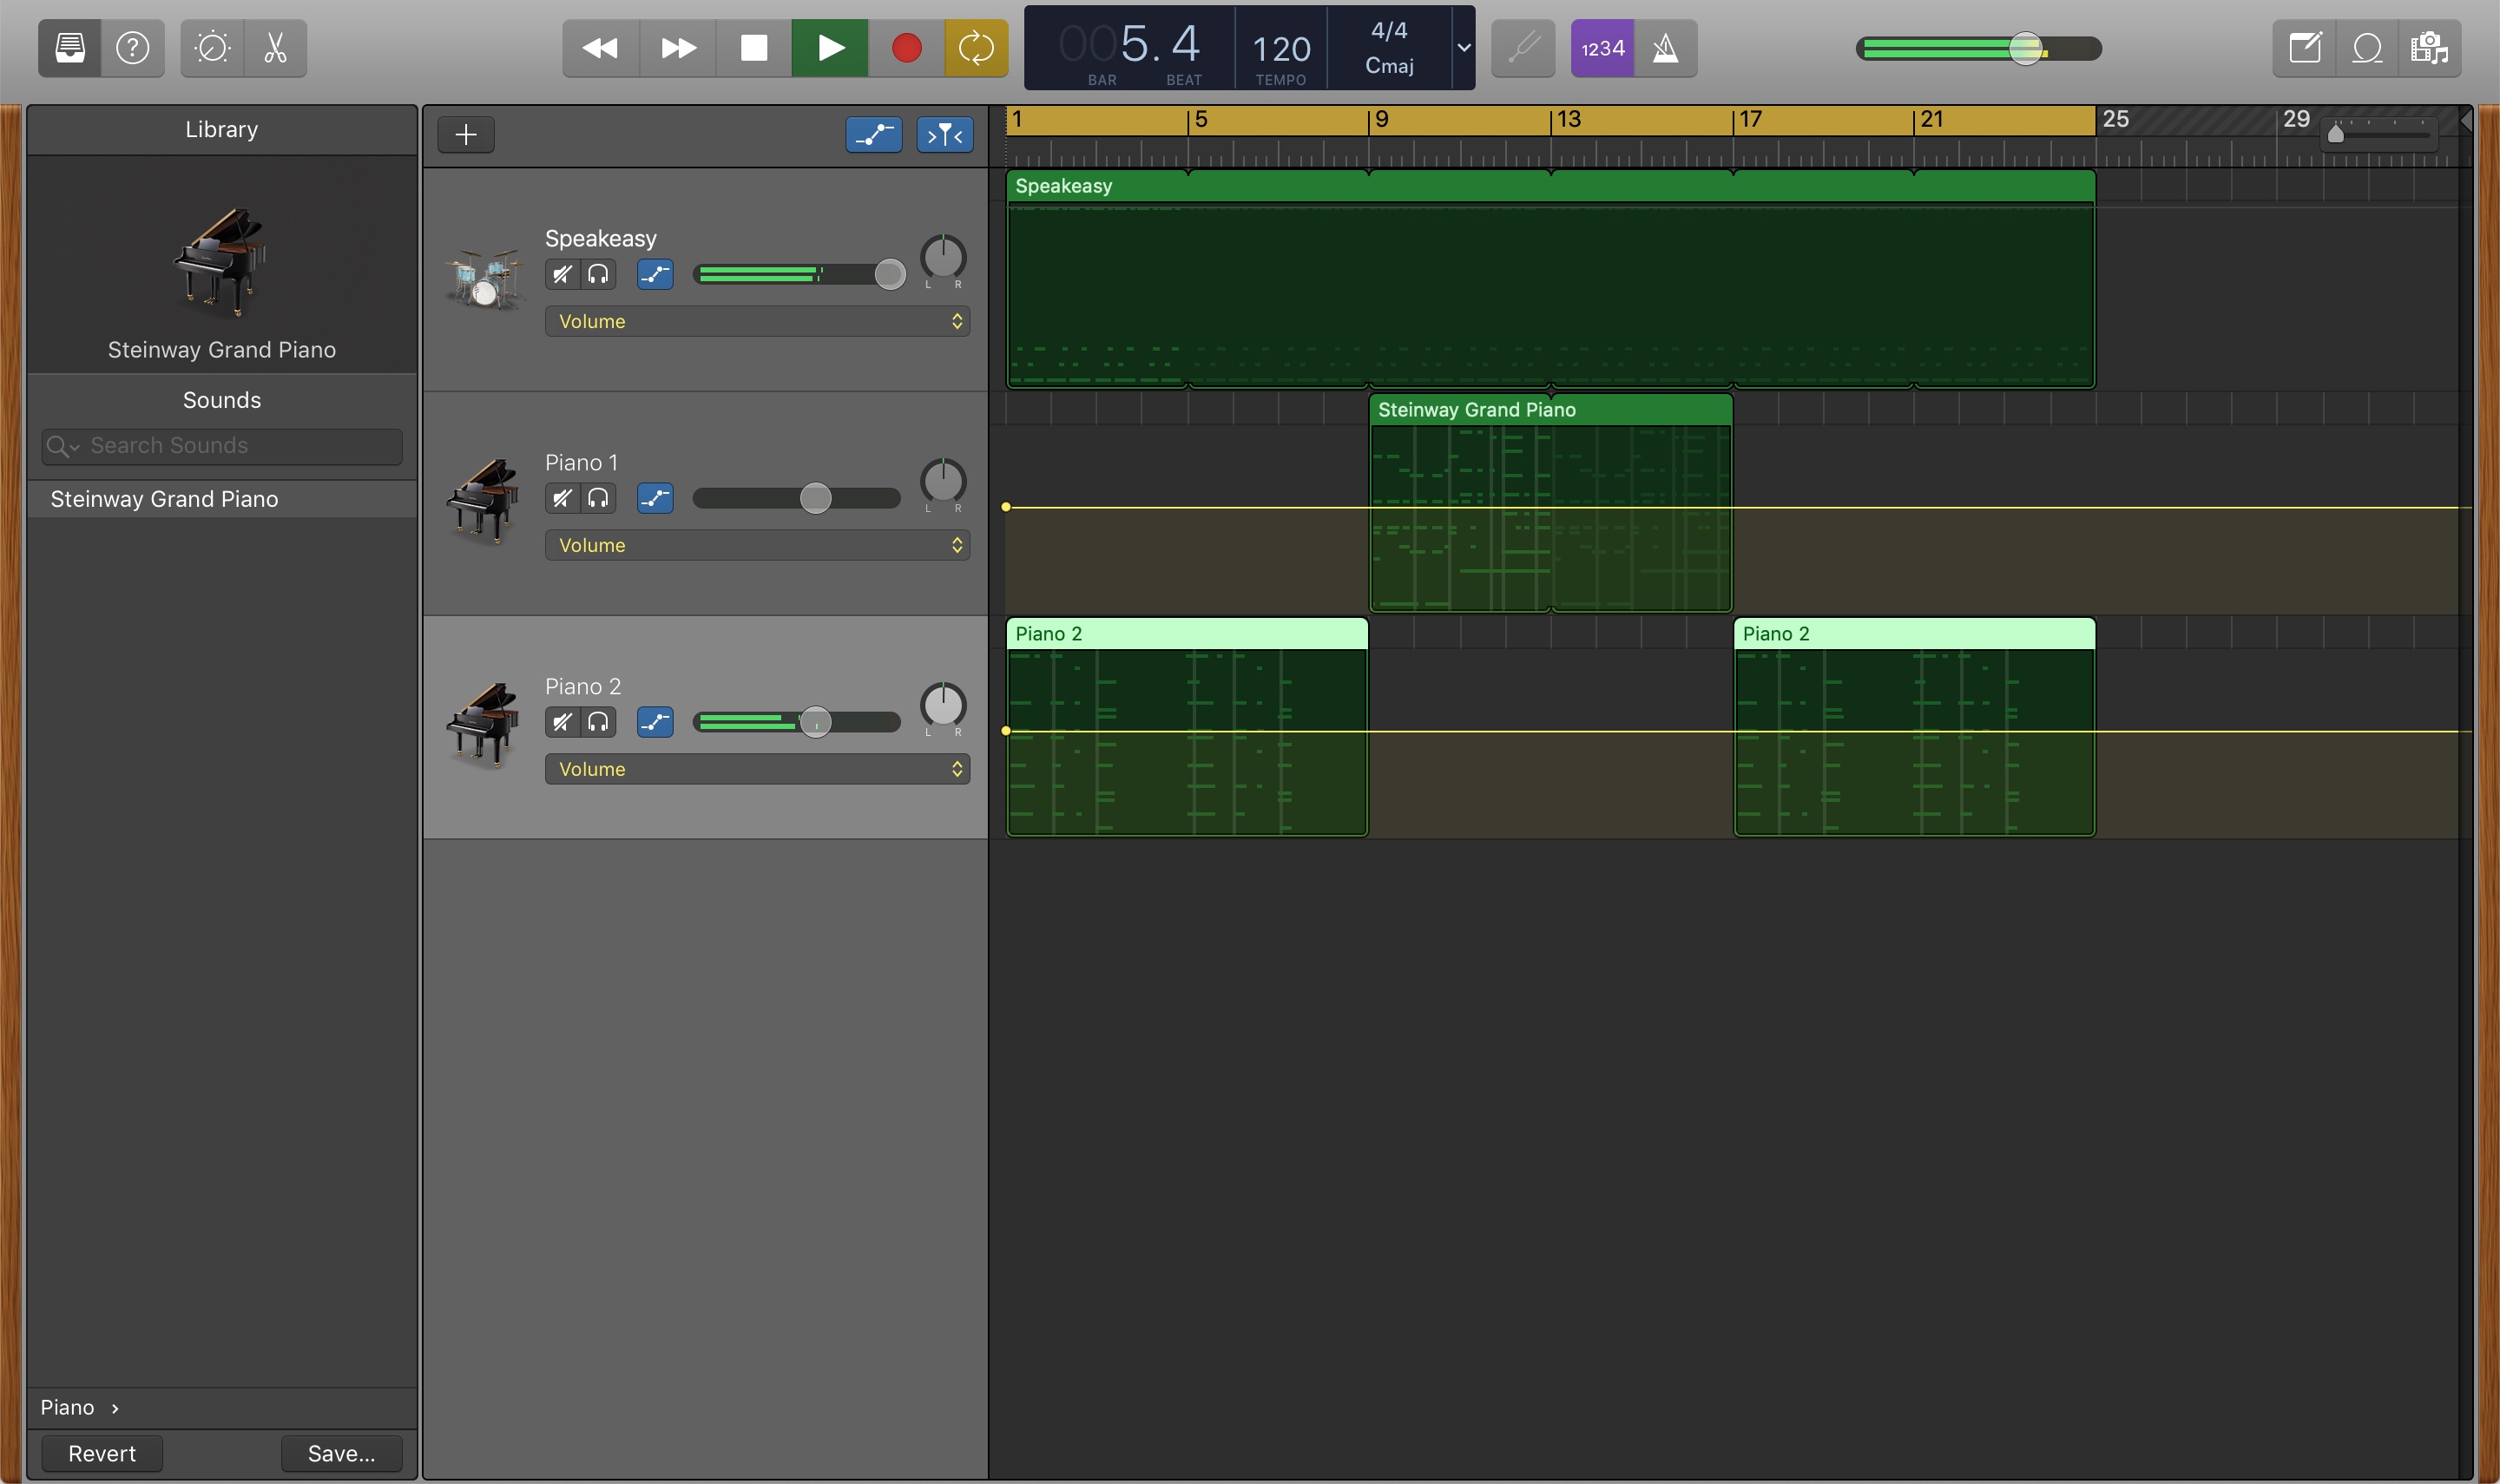 005.4
BAR BEAT
120
TEMPO
4/4
Cmaj
1234
Library
Steinway Grand Piano
Sounds
Search Sounds
Steinway Grand Piano
Piano
Revert
Save...
1 5 9 13 17 21 25 29
Speakeasy
L R
Volume
Piano 1
L R
Volume
Piano 2
L R
Volume
Speakeasy
Steinway Grand Piano
Piano 2
Piano 2